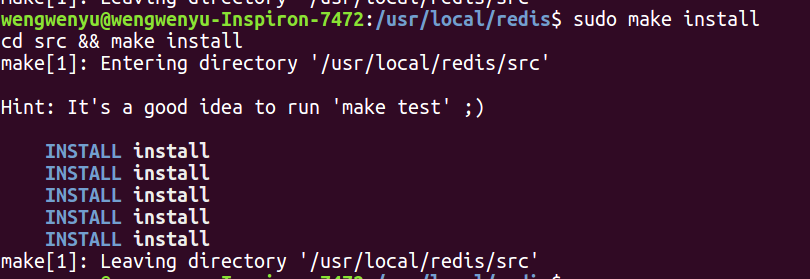 make[1]: Leaving directory '/usr/local/redis/src'
wengwenyu@wengwenyu-Inspiron-7472:/usr/local/redis$ sudo make install
cd src && make install
make[1]: Entering directory '/usr/local/redis/src'
Hint: It's a good idea to run 'make test' ;)
INSTALL install
INSTALL install
INSTALL install
INSTALL install
INSTALL install
make[1]: Leaving directory '/usr/local/redis/src'